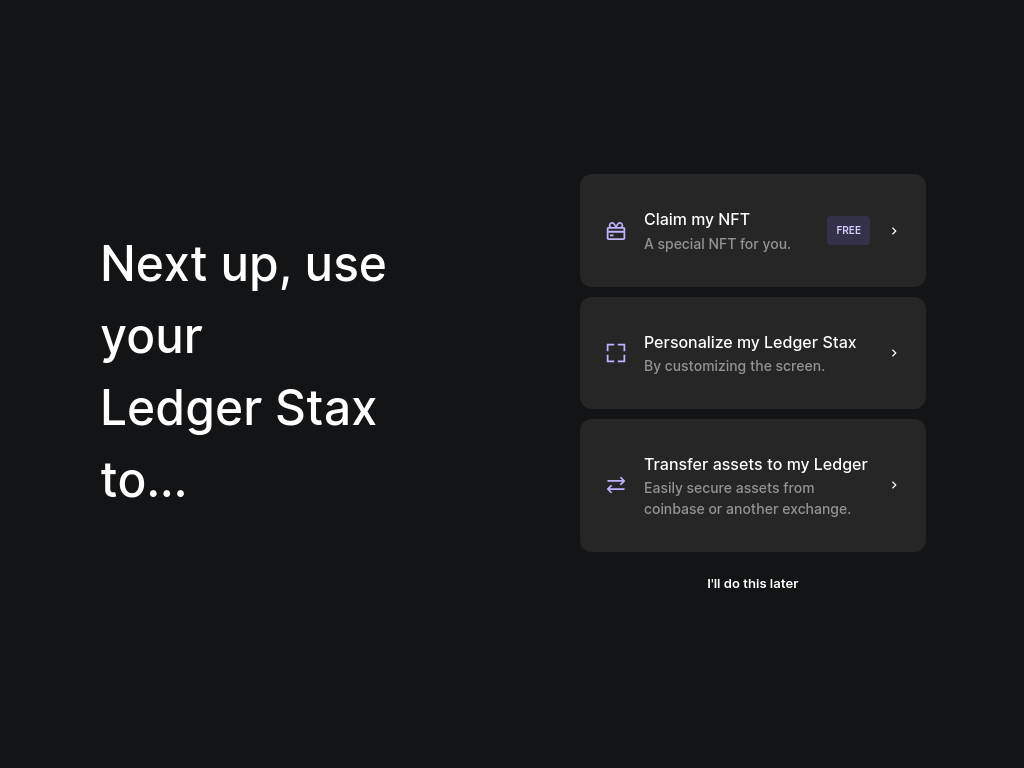 Next up, use
your
Ledger Stax
to...
Claim my NFT
A special NFT for you.
FREE
Personalize my Ledger Stax
By customizing the screen.
Transfer assets to my Ledger
Easily secure assets from
coinbase or another exchange.
I'll do this later